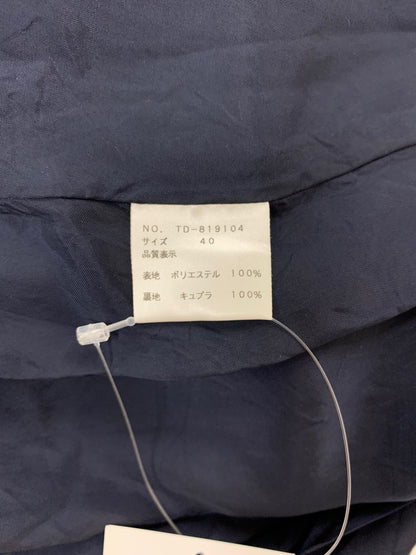 NO. TD-819104
サイズ 40
品質表示
表地 ポリエステル 100%
裏地 キュプラ 100%